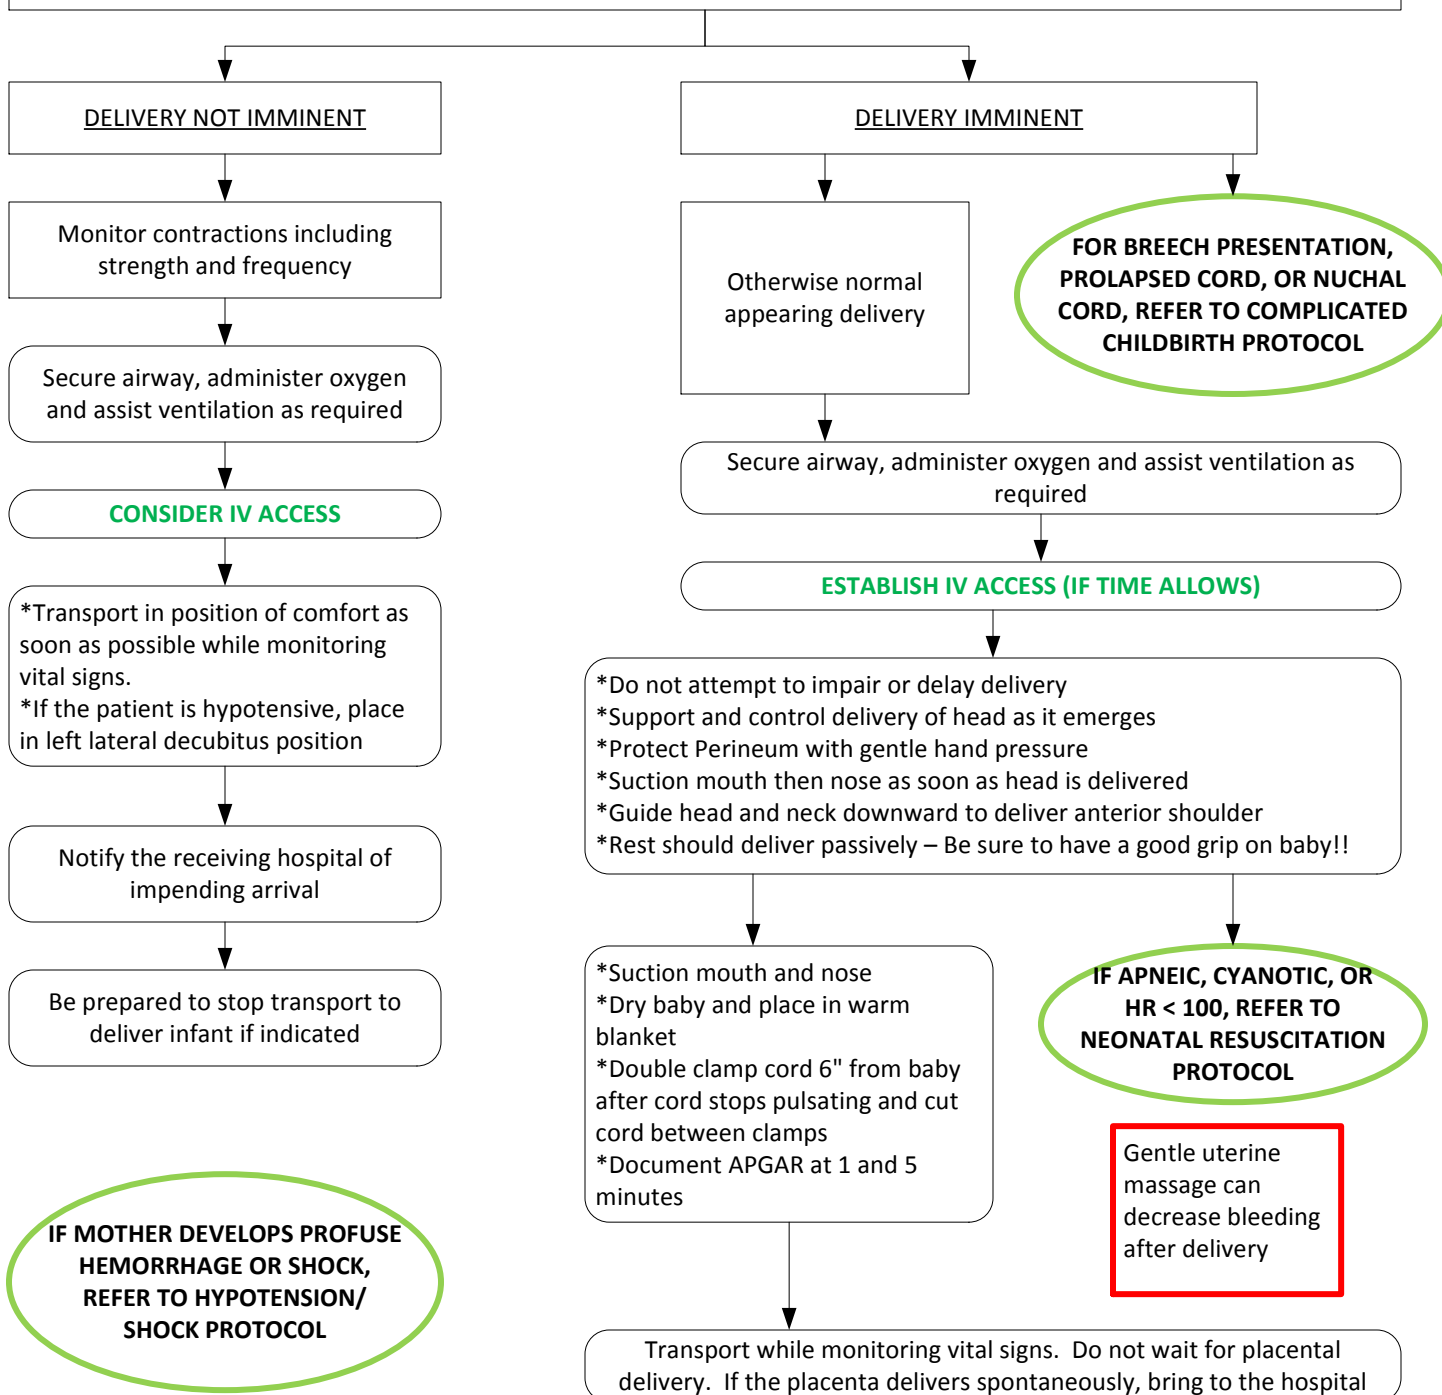 DELIVERY NOT IMMINENT
Monitor contractions including
strength and frequency
Secure airway, administer oxygen
and assist ventilation as required
CONSIDER IV ACCESS
*Transport in position of comfort as
soon as possible while monitoring
vital signs.
*If the patient is hypotensive, place
in left lateral decubitus position
Notify the receiving hospital of
impending arrival
Be prepared to stop transport to
deliver infant if indicated
IF MOTHER DEVELOPS PROFUSE
HEMORRHAGE OR SHOCK,
REFER TO HYPOTENSION/
SHOCK PROTOCOL
DELIVERY IMMINENT
Otherwise normal
appearing delivery
FOR BREECH PRESENTATION,
PROLAPSED CORD, OR NUCHAL
CORD, REFER TO COMPLICATED
CHILDBIRTH PROTOCOL
Secure airway, administer oxygen and assist ventilation as
required
ESTABLISH IV ACCESS (IF TIME ALLOWS)
*Do not attempt to impair or delay delivery
*Support and control delivery of head as it emerges
*Protect Perineum with gentle hand pressure
*Suction mouth then nose as soon as head is delivered
*Guide head and neck downward to deliver anterior shoulder
*Rest should deliver passively – Be sure to have a good grip on baby!!
*Suction mouth and nose
*Dry baby and place in warm
blanket
*Double clamp cord 6" from baby
after cord stops pulsating and cut
cord between clamps
*Document APGAR at 1 and 5
minutes
IF APNEIC, CYANOTIC, OR
HR < 100, REFER TO
NEONATAL RESUSCITATION
PROTOCOL
Gentle uterine
massage can
decrease bleeding
after delivery
Transport while monitoring vital signs.  Do not wait for placental
delivery.  If the placenta delivers spontaneously, bring to the hospital